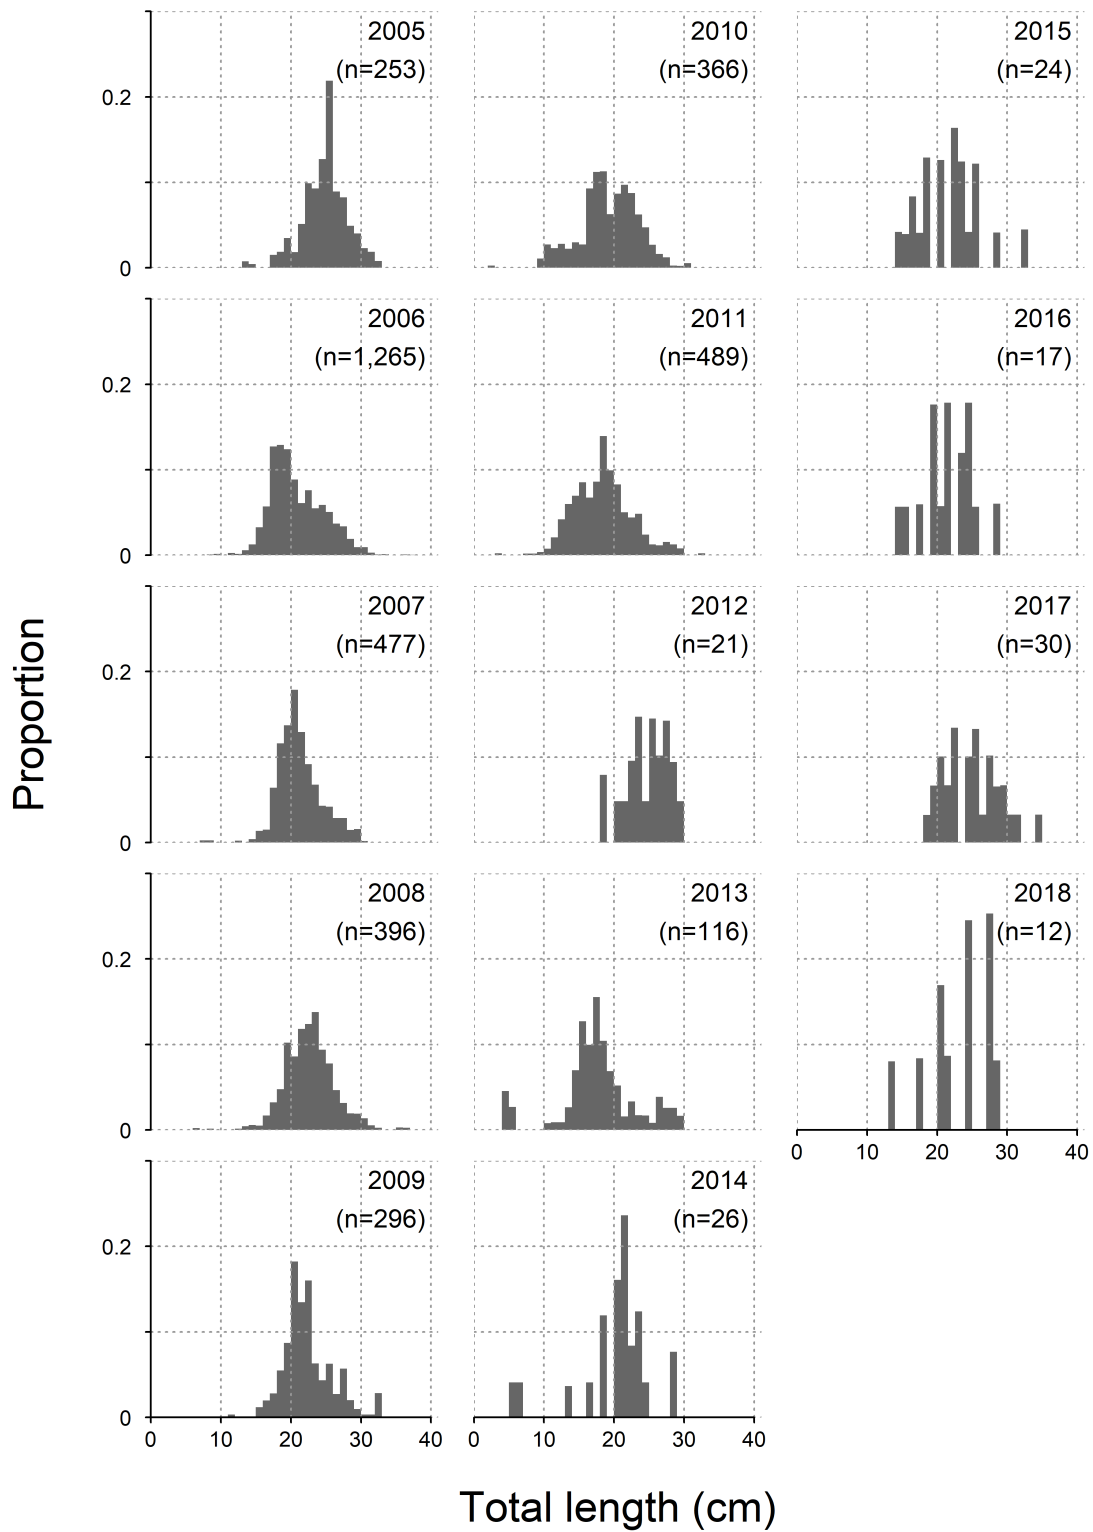 2005
(n=253)
2010
(n=366)
2015
(n=24)
0.2
0
2006
(n=1,265)
2011
(n=489)
2016
(n=17)
0.2
0
2007
(n=477)
2012
(n=21)
2017
(n=30)
0.2
0
2008
(n=396)
2013
(n=116)
2018
(n=12)
0.2
0
0 10 20 30 40
2009
(n=296)
2014
(n=26)
0.2
0
0 10 20 30 40
0 10 20 30 40
Proportion
Total length (cm)